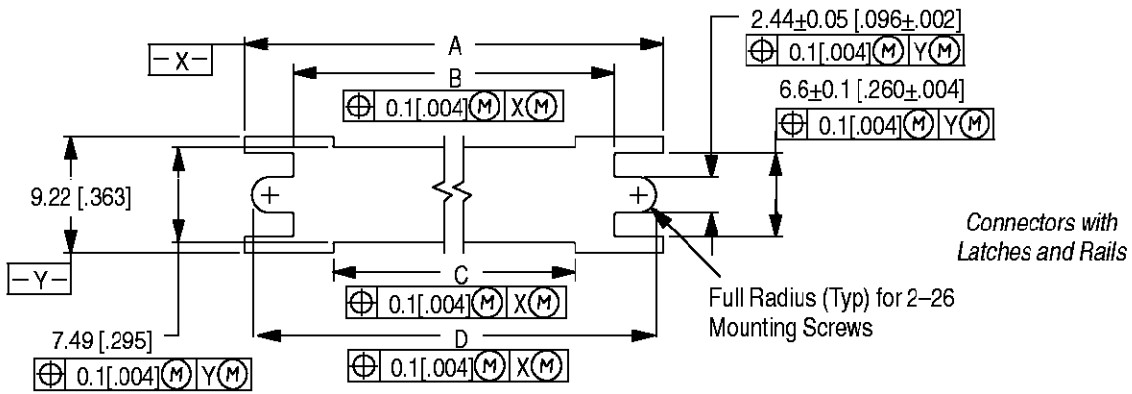 2.44±0.05 [.096±.002]
⌖ 0.1[.004]Ⓜ YⓂ
A
-X-
B
⌖ 0.1[.004]Ⓜ XⓂ
6.6±0.1 [.260±.004]
⌖ 0.1[.004]Ⓜ YⓂ
9.22 [.363]
Connectors with
Latches and Rails
-Y-
C
⌖ 0.1[.004]Ⓜ XⓂ
Full Radius (Typ) for 2–26
Mounting Screws
7.49 [.295]
⌖ 0.1[.004]Ⓜ YⓂ
D
⌖ 0.1[.004]Ⓜ XⓂ